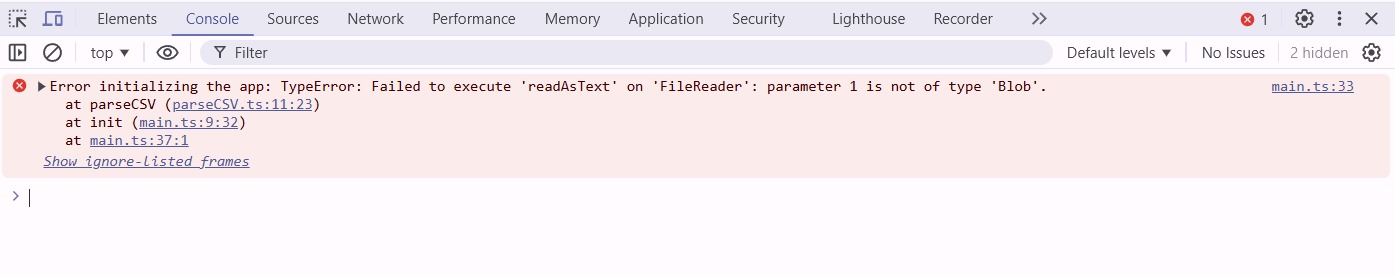 Elements Console Sources Network Performance Memory Application Security Lighthouse Recorder 1
top Filter Default levels No Issues 2 hidden
Error initializing the app: TypeError: Failed to execute 'readAsText' on 'FileReader': parameter 1 is not of type 'Blob'. main.ts:33
at parseCSV (parseCSV.ts:11:23)
at init (main.ts:9:32)
at main.ts:37:1
Show ignore-listed frames